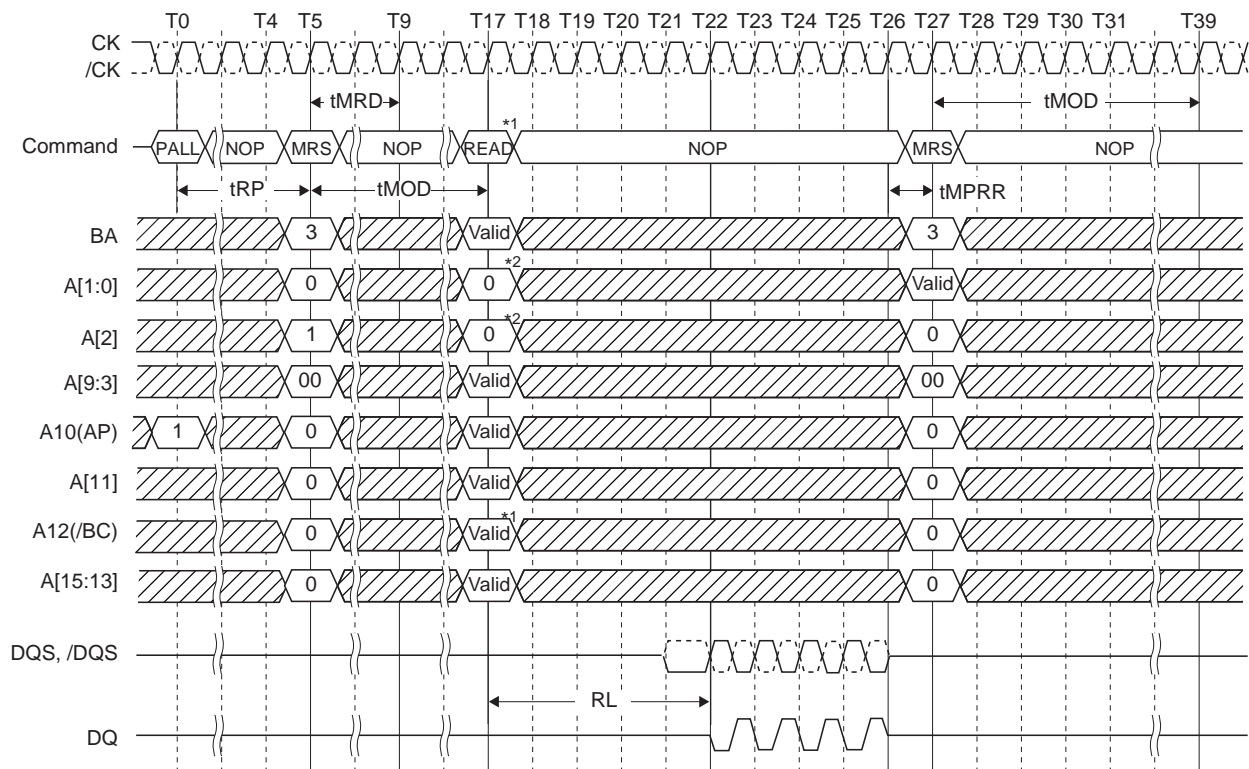 T0 T4 T5 T9 T17 T18 T19 T20 T21 T22 T23 T24 T25 T26 T27 T28 T29 T30 T31 T39
CK
/CK
tMRD tMOD
*1
Command PALL NOP MRS NOP READ NOP MRS NOP
tRP tMOD tMPRR
BA 3 Valid 3
*2
A[1:0] 0 0 Valid
*2
A[2] 1 0 0
A[9:3] 00 Valid 00
A10(AP) 1 0 Valid 0
A[11] 0 Valid 0
*1
A12(/BC) 0 Valid 0
A[15:13] 0 Valid 0
DQS, /DQS
RL
DQ